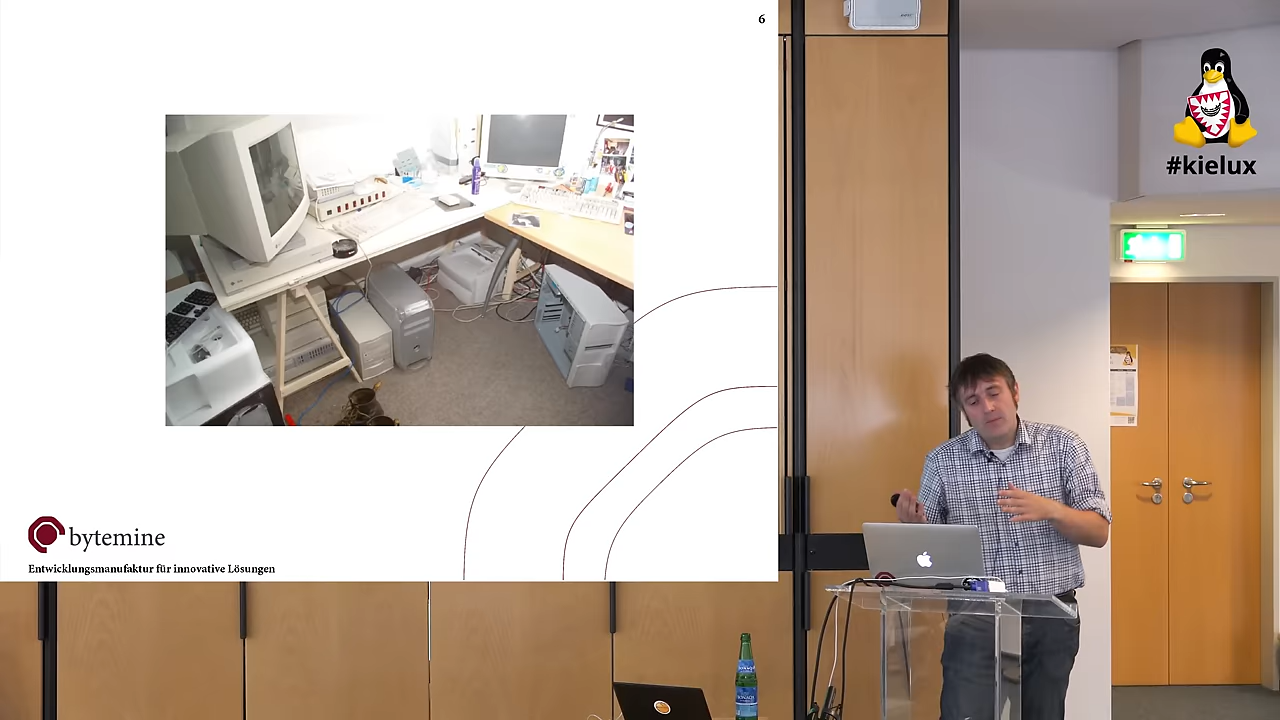 6
#kielux
bytemine
Entwicklungsmanufaktur für innovative Lösungen